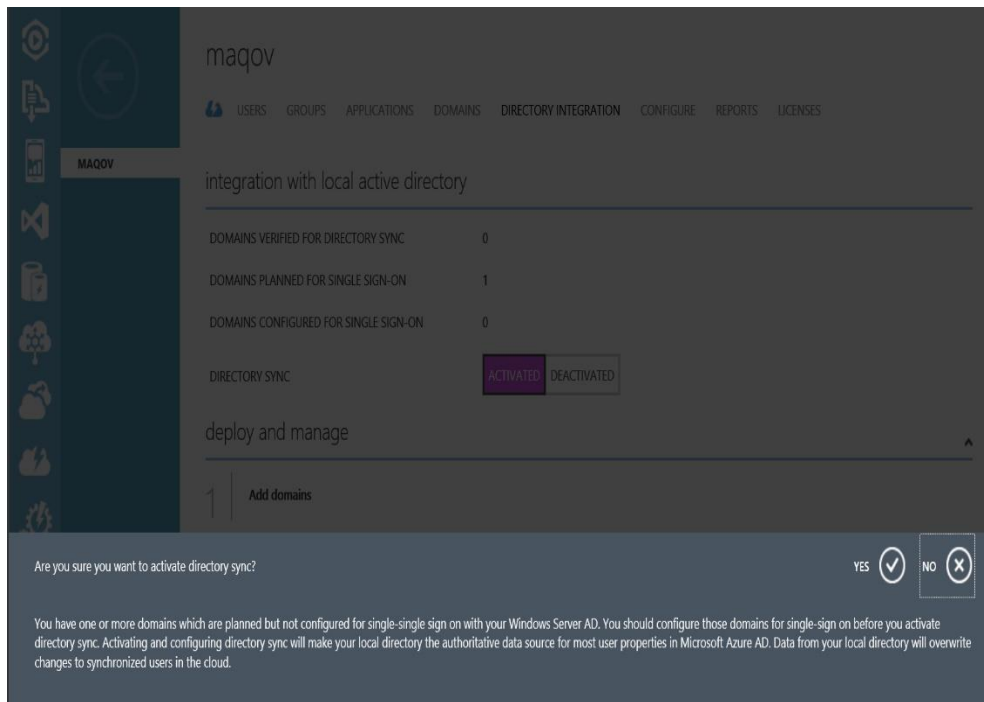 maqov
USERS GROUPS APPLICATIONS DOMAINS DIRECTORY INTEGRATION CONFIGURE REPORTS LICENSES
MAQOV
integration with local active directory
DOMAINS VERIFIED FOR DIRECTORY SYNC 0
DOMAINS PLANNED FOR SINGLE SIGN-ON 1
DOMAINS CONFIGURED FOR SINGLE SIGN-ON 0
DIRECTORY SYNC ACTIVATED DEACTIVATED
deploy and manage
1 Add domains
Are you sure you want to activate directory sync? YES NO
You have one or more domains which are planned but not configured for single-single sign on with your Windows Server AD. You should configure those domains for single-sign on before you activate
directory sync. Activating and configuring directory sync will make your local directory the authoritative data source for most user properties in Microsoft Azure AD. Data from your local directory will overwrite
changes to synchronized users in the cloud.